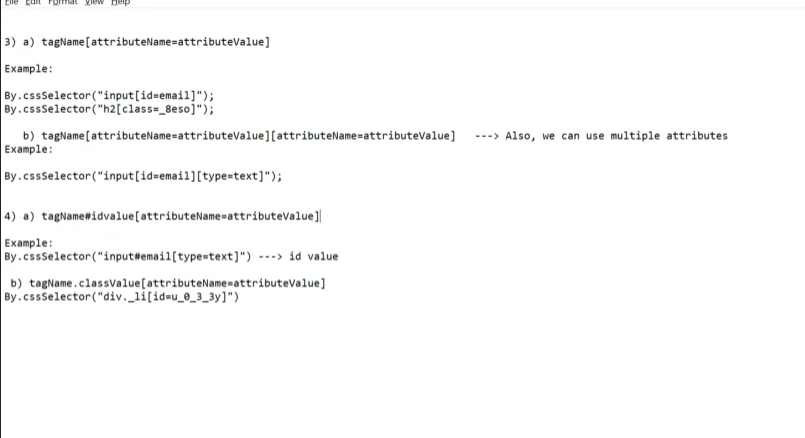 File Edit Format View Help
3) a) tagName[attributeName=attributeValue]
Example:
By.cssSelector("input[id=email]");
By.cssSelector("h2[class=_8eso]");
b) tagName[attributeName=attributeValue][attributeName=attributeValue] ---> Also, we can use multiple attributes
Example:
By.cssSelector("input[id=email][type=text]");
4) a) tagName#idvalue[attributeName=attributeValue]
Example:
By.cssSelector("input#email[type=text]") ---> id value
b) tagName.classValue[attributeName=attributeValue]
By.cssSelector("div._li[id=u_0_3_3y]")